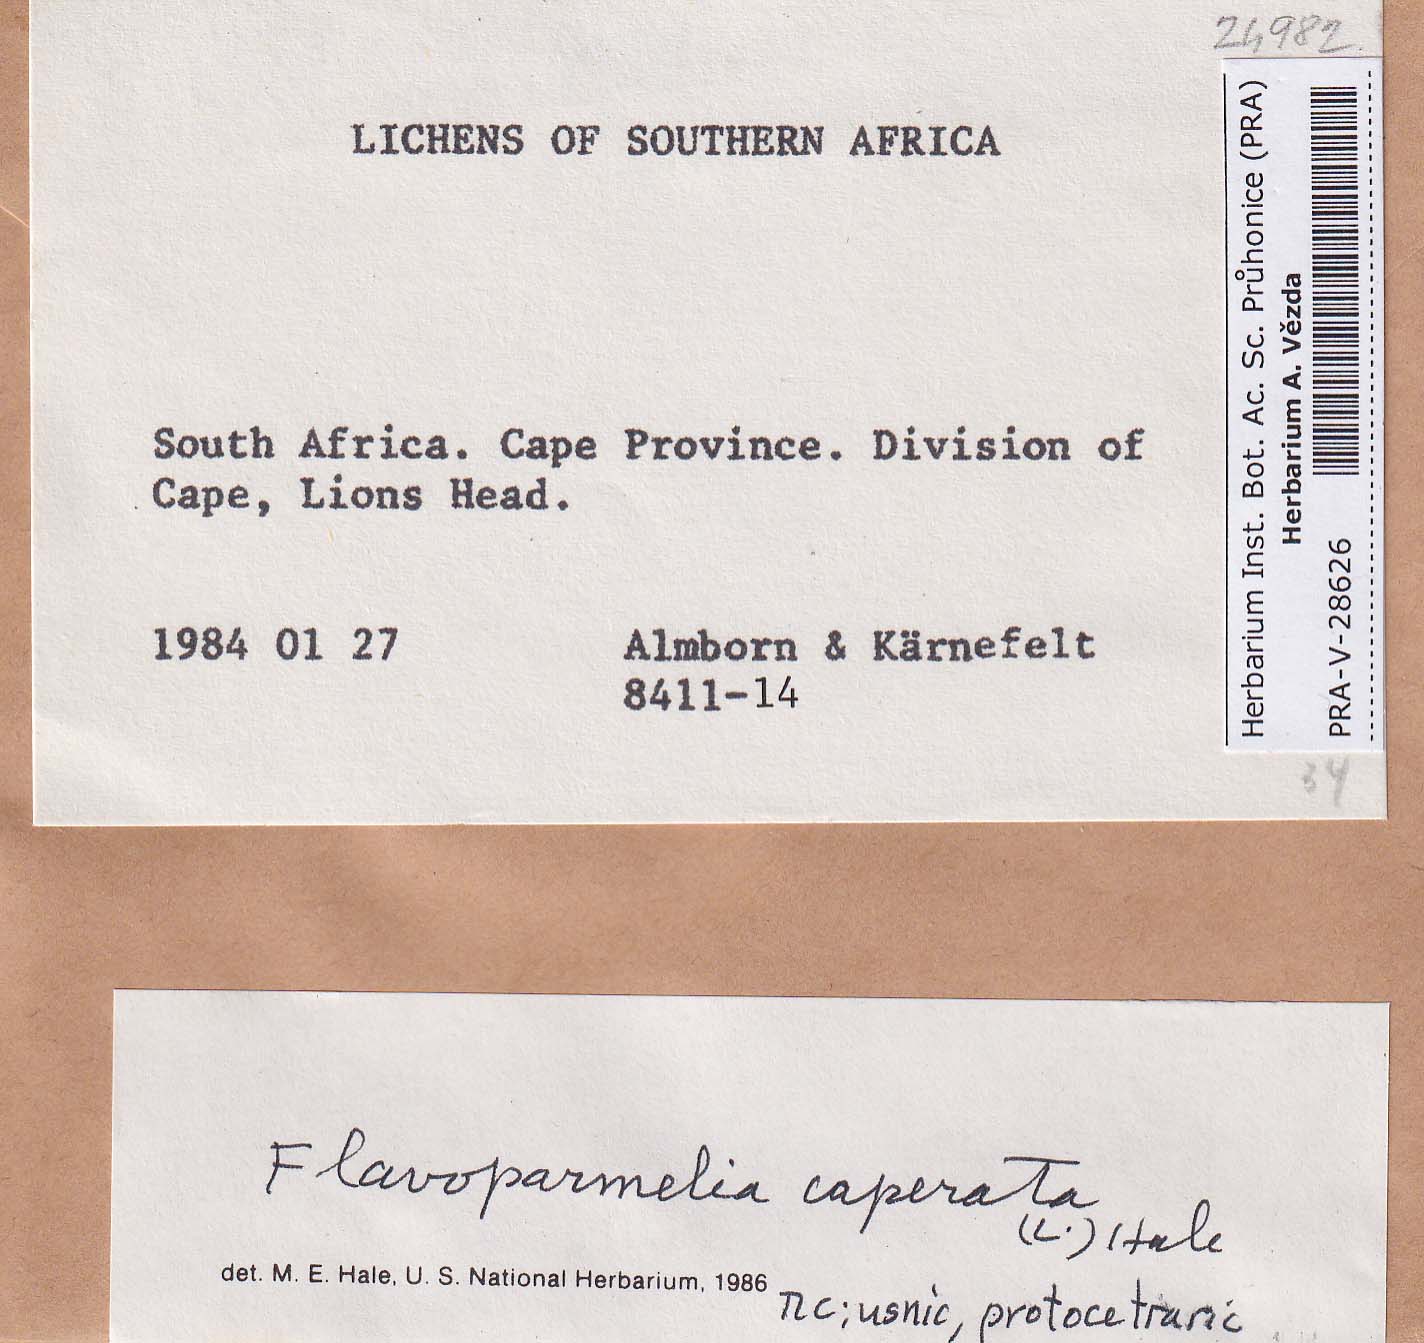 24982.
LICHENS OF SOUTHERN AFRICA
South Africa. Cape Province. Division of
Cape, Lions Head.
1984 01 27
Almborn & Kärnefelt
8411-14
Herbarium Inst. Bot. Ac. Sc. Průhonice (PRA)
Herbarium A. Vězda
PRA-V-28626
34
Flavoparmelia caperata
(L.) Hale
det. M. E. Hale, U. S. National Herbarium, 1986
TLC; usnic, protocetraric